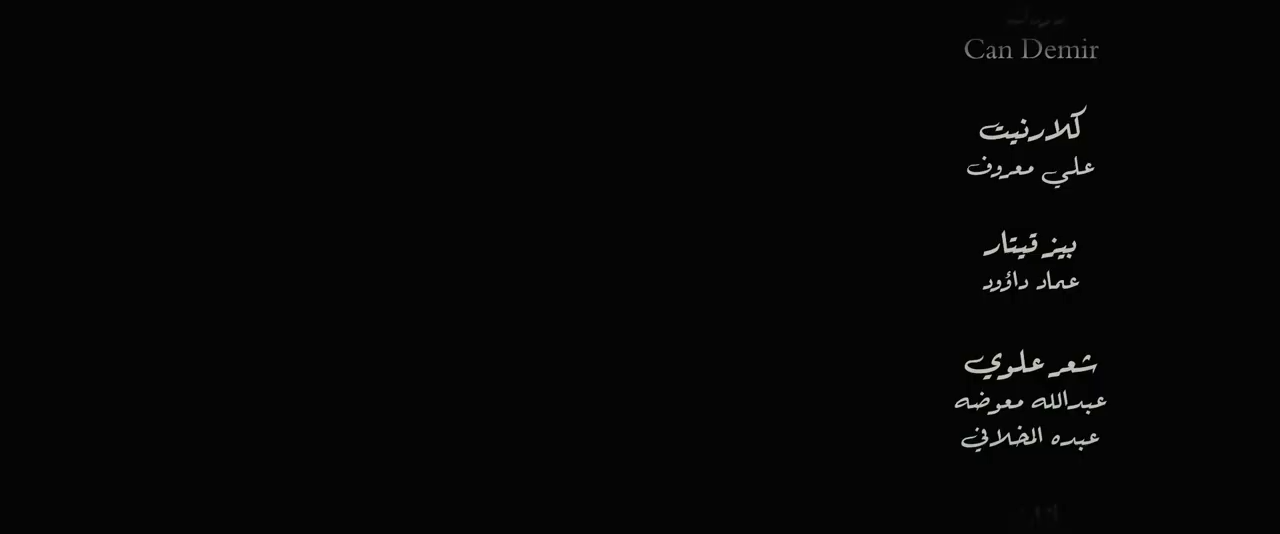 Can Demir
كلارنيت
علي معروف
بيز قيتار
عماد داؤود
شعر علوي
عبدالله معوضه
عبده المخلافي